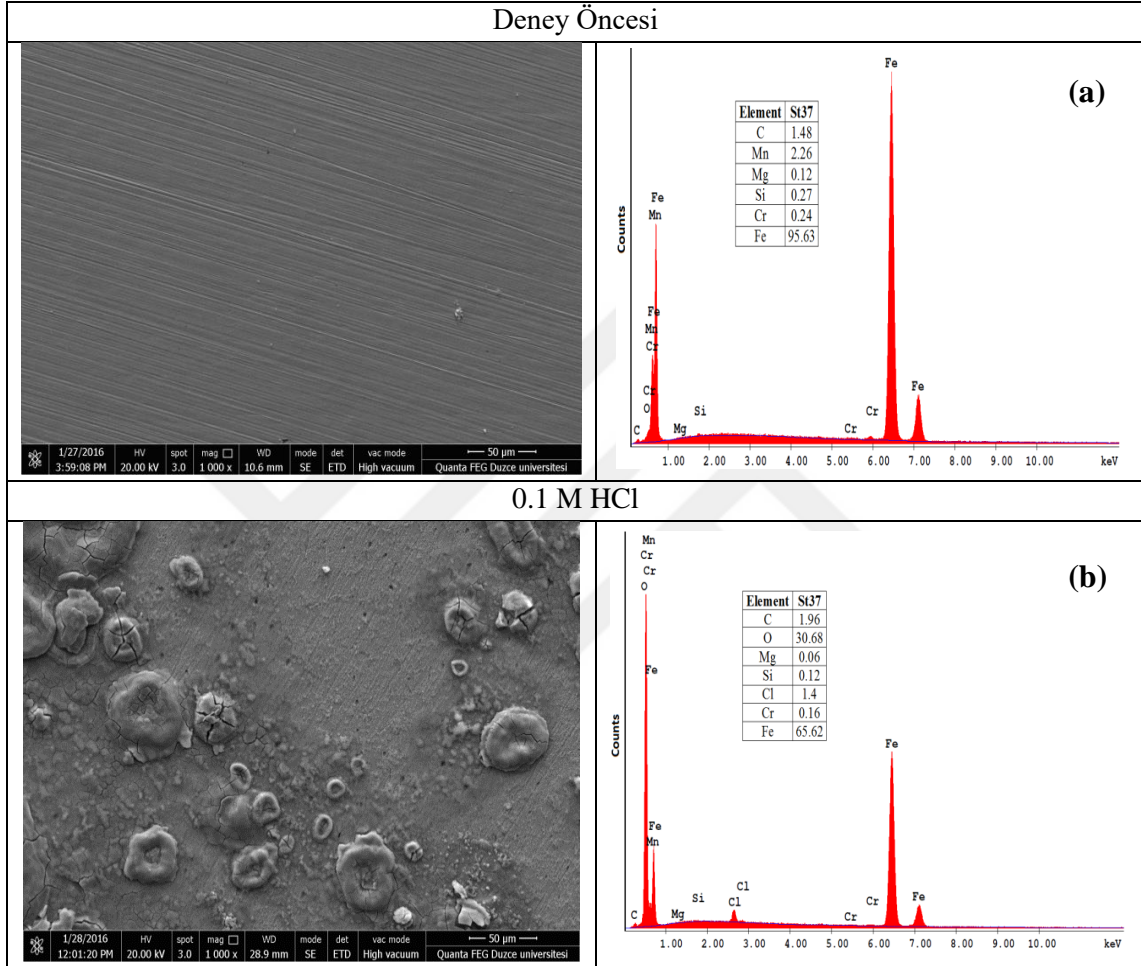 Deney Öncesi
1/27/2016 HV spot mag □ WD mode det vac mode 50 µm
3:59:08 PM 20.00 kV 3.0 1 000 x 10.6 mm SE ETD High vacuum Quanta FEG Duzce universitesi
(a)
Element St37
C 1.48
Mn 2.26
Mg 0.12
Si 0.27
Cr 0.24
Fe 95.63
Counts
Fe
Fe
Mn
Fe
Mn
Cr
Cr
O
C
Mg
Si
Cr
Cr
Fe
1.00 2.00 3.00 4.00 5.00 6.00 7.00 8.00 9.00 10.00 keV
0.1 M HCl
1/28/2016 HV spot mag □ WD mode det vac mode 50 µm
12:01:20 PM 20.00 kV 3.0 1 000 x 28.9 mm SE ETD High vacuum Quanta FEG Duzce universitesi
(b)
Element St37
C 1.96
O 30.68
Mg 0.06
Si 0.12
Cl 1.4
Cr 0.16
Fe 65.62
Counts
Mn
Cr
Cr
O
Fe
Fe
Mn
C
Mg
Si
Cl
Cl
Cr
Cr
Fe
Fe
1.00 2.00 3.00 4.00 5.00 6.00 7.00 8.00 9.00 10.00 keV